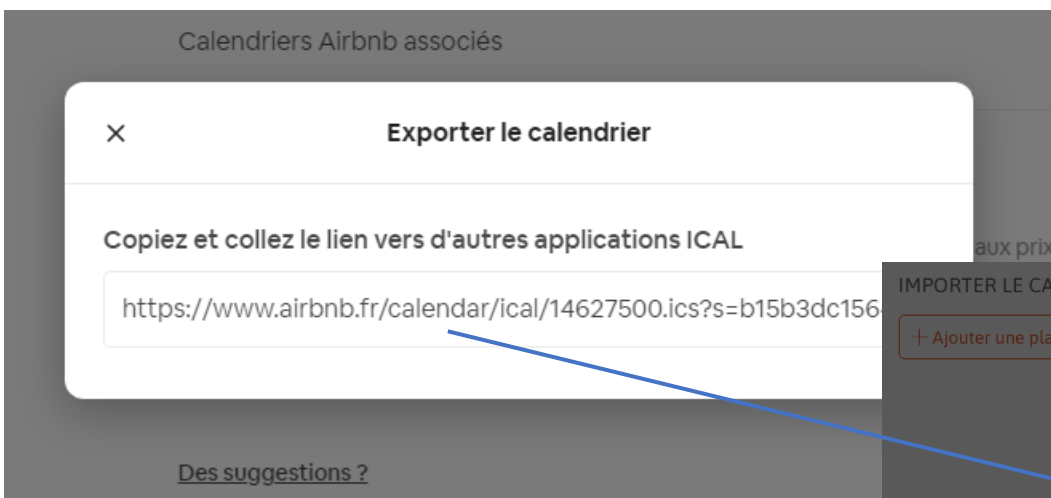 Calendriers Airbnb associés
Exporter le calendrier
Copiez et collez le lien vers d'autres applications ICAL
https://www.airbnb.fr/calendar/ical/14627500.ics?s=b15b3dc156
aux prix
IMPORTER LE CA
+ Ajouter une pla
Des suggestions ?